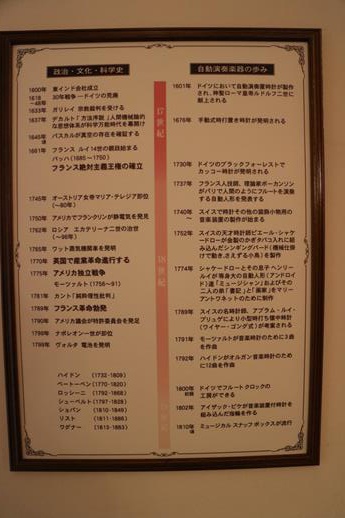 政治・文化・科学史
1600年 東インド会社成立
1618
～48年 30年戦争―ドイツの荒廃
1633年 ガリレイ 宗教裁判を受ける
1637年 デカルト「方法序説」人間機械論的
な思想体系が科学万能時代を幕開け
1645年
頃 パスカルが真空の存在を確証する
1661年 フランス ルイ14世の親政始まる
バッハ(1685～1750)
フランス絶対主義王権の確立
1740年 オーストリア女帝マリア・テレジア即位
(～80年)
1750年 アメリカでフランクリンが静電気を発見
1762年 ロシア エカテリーナ二世の治世
(～96年)
1765年 ワット蒸気機関車を発明
1770年 英国で産業革命進行する
1775年 アメリカ独立戦争
モーツァルト(1756～91)
1781年 カント「純粋理性批判」
1789年 フランス革命勃発
1790年 アメリカ議会が特許委員会を発足
1799年 ナポレオン一世が即位
1799年 ヴォルタ 電池を発明
ハイドン (1732-1809)
ベートーベン (1770-1820)
ロッシーニ (1792-1868)
シューベルト (1797-1828)
ショパン (1810-1849)
リスト (1811-1886)
ワグナー (1813-1883)
17世紀
18世紀
自動演奏楽器の歩み
1601年 ドイツにおいて自動演奏置時計が製作
され、神聖ローマ皇帝ルドルフ二世に
献上される
1676年 手動式時打置き時計が発明される
1730年 ドイツのブラックフォーレストで
カッコー時計が発明される
1737年 フランス人技師、理論家ボーカンソン
がパリで人間のようにフルートを演奏
する自動人形を発表する
1740年 スイスで時計その他の装飾小物用の
～ 音楽装置の製作が始まる
1752年 スイスの天才時計師ピエール・シャケ
ードローが合製のかぎタバコ入れに組
み込んだシンギングバード(機械仕掛
けで動き、さえずる小鳥)を製作
1774年 シャケードローとその息子 ヘンリー
ルイが等身大の自動人形(アンドロイ
ド)達「ミュージシャン」およびその
二人の弟「書記」と「画家」をマリー
アントワネットのために制作
1789年 スイスの名時計師、アブラム・ルイ・
ブリュゲにより小型時打ち懐中時計
(ワイヤー・ゴング式)が考案される
1791年 モーツァルトが音楽時計のために3曲
を作曲
1792年 ハイドンがオルガン音楽時計のため
に12曲を作曲
1800年 ドイツでフルートクロックの
工房ができる
1802年 アイザック・ピゲが音楽装置付時計を
組み込んだ指輪を作る
1810年
頃 ミュージカル スナッフ ボックスが流行